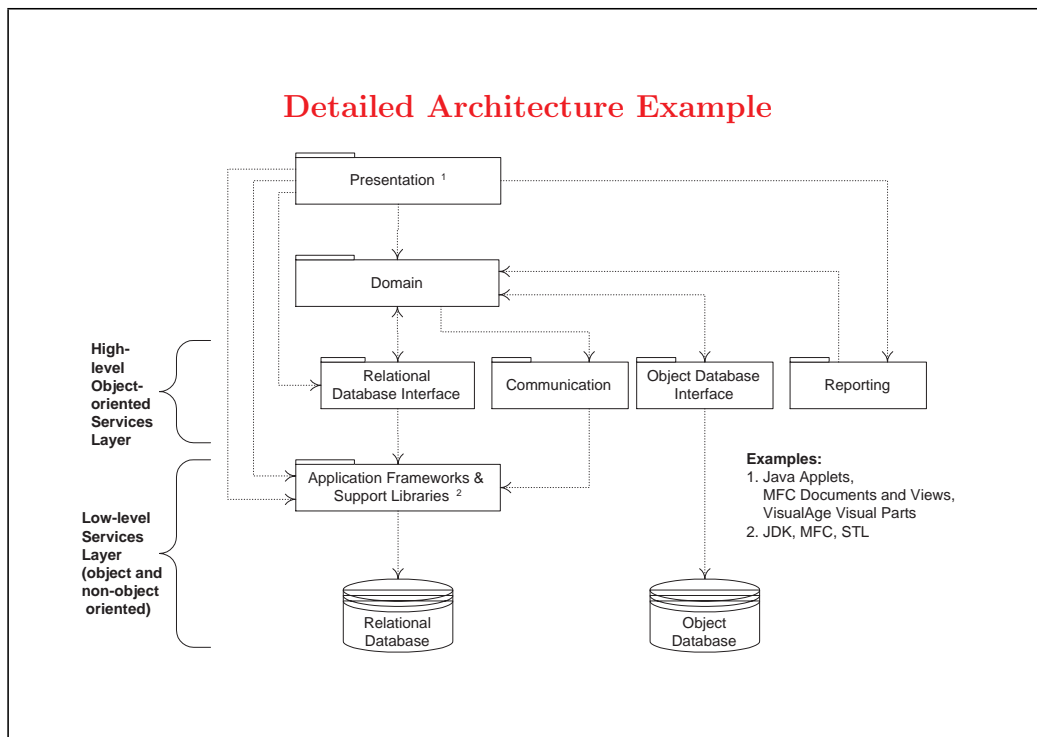 Detailed Architecture Example
Presentation 1
Domain
High-
level
Object-
oriented
Services
Layer
Relational
Database Interface
Communication
Object Database
Interface
Reporting
Application Frameworks &
Support Libraries 2
Low-level
Services
Layer
(object and
non-object
oriented)
Examples:
1. Java Applets,
MFC Documents and Views,
VisualAge Visual Parts
2. JDK, MFC, STL
Relational
Database
Object
Database